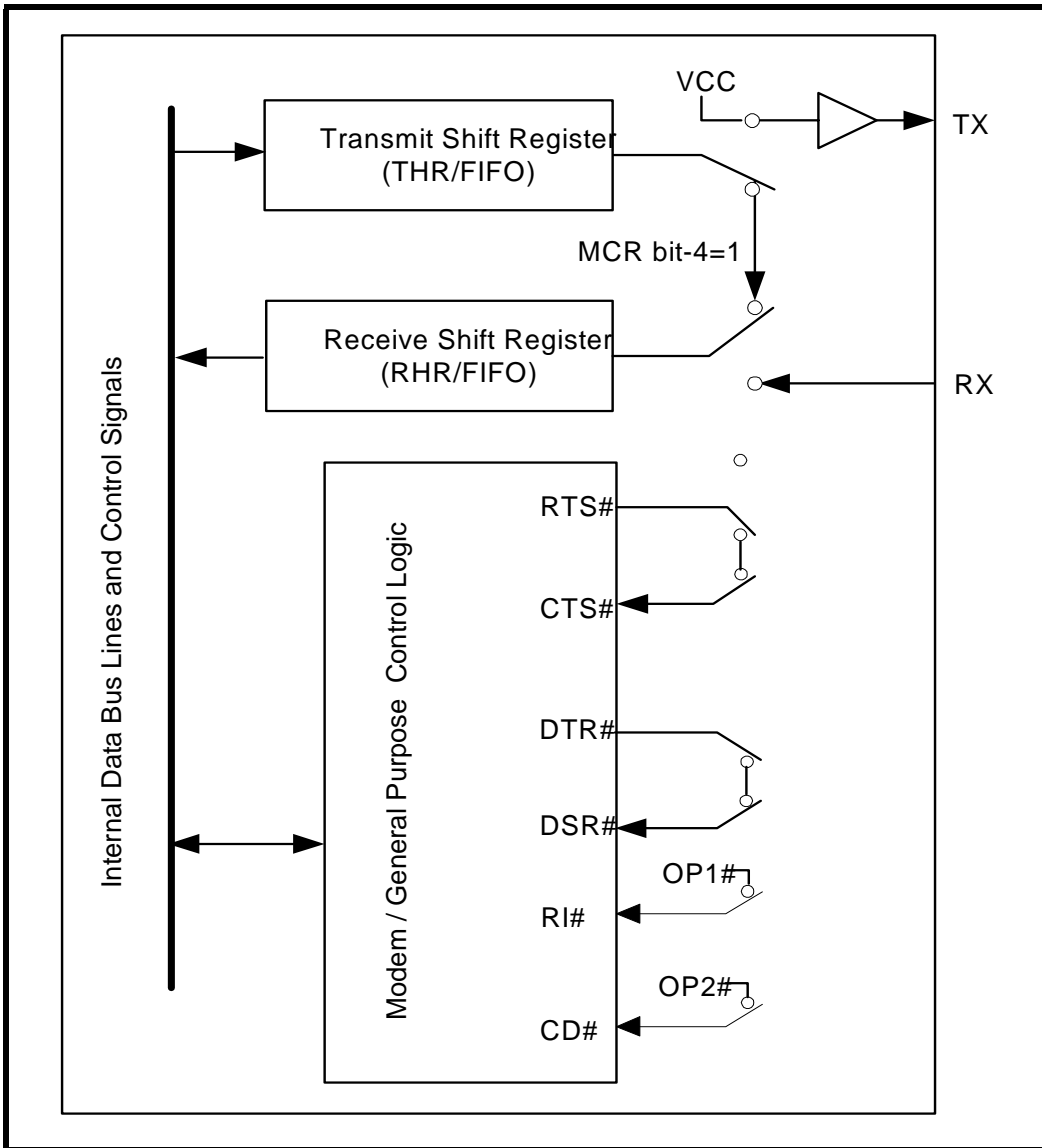 VCC
TX
Transmit Shift Register
(THR/FIFO)
MCR bit-4=1
Receive Shift Register
(RHR/FIFO)
RX
Internal Data Bus Lines and Control Signals
Modem / General Purpose Control Logic
RTS#
CTS#
DTR#
DSR#
OP1#
RI#
OP2#
CD#